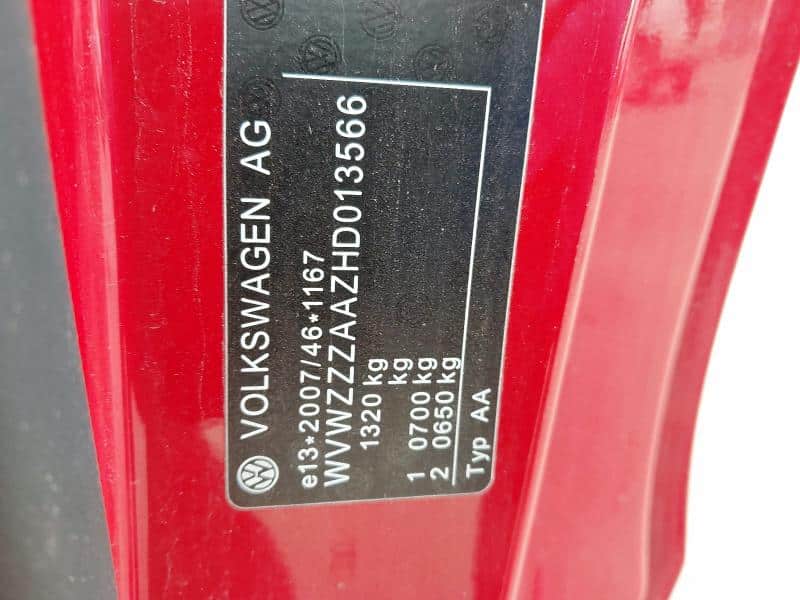 VOLKSWAGEN AG
e13*2007/46*1167
WVWZZZAAZHD013566
1320 kg
kg
1 0700 kg
2 0650 kg
Typ AA